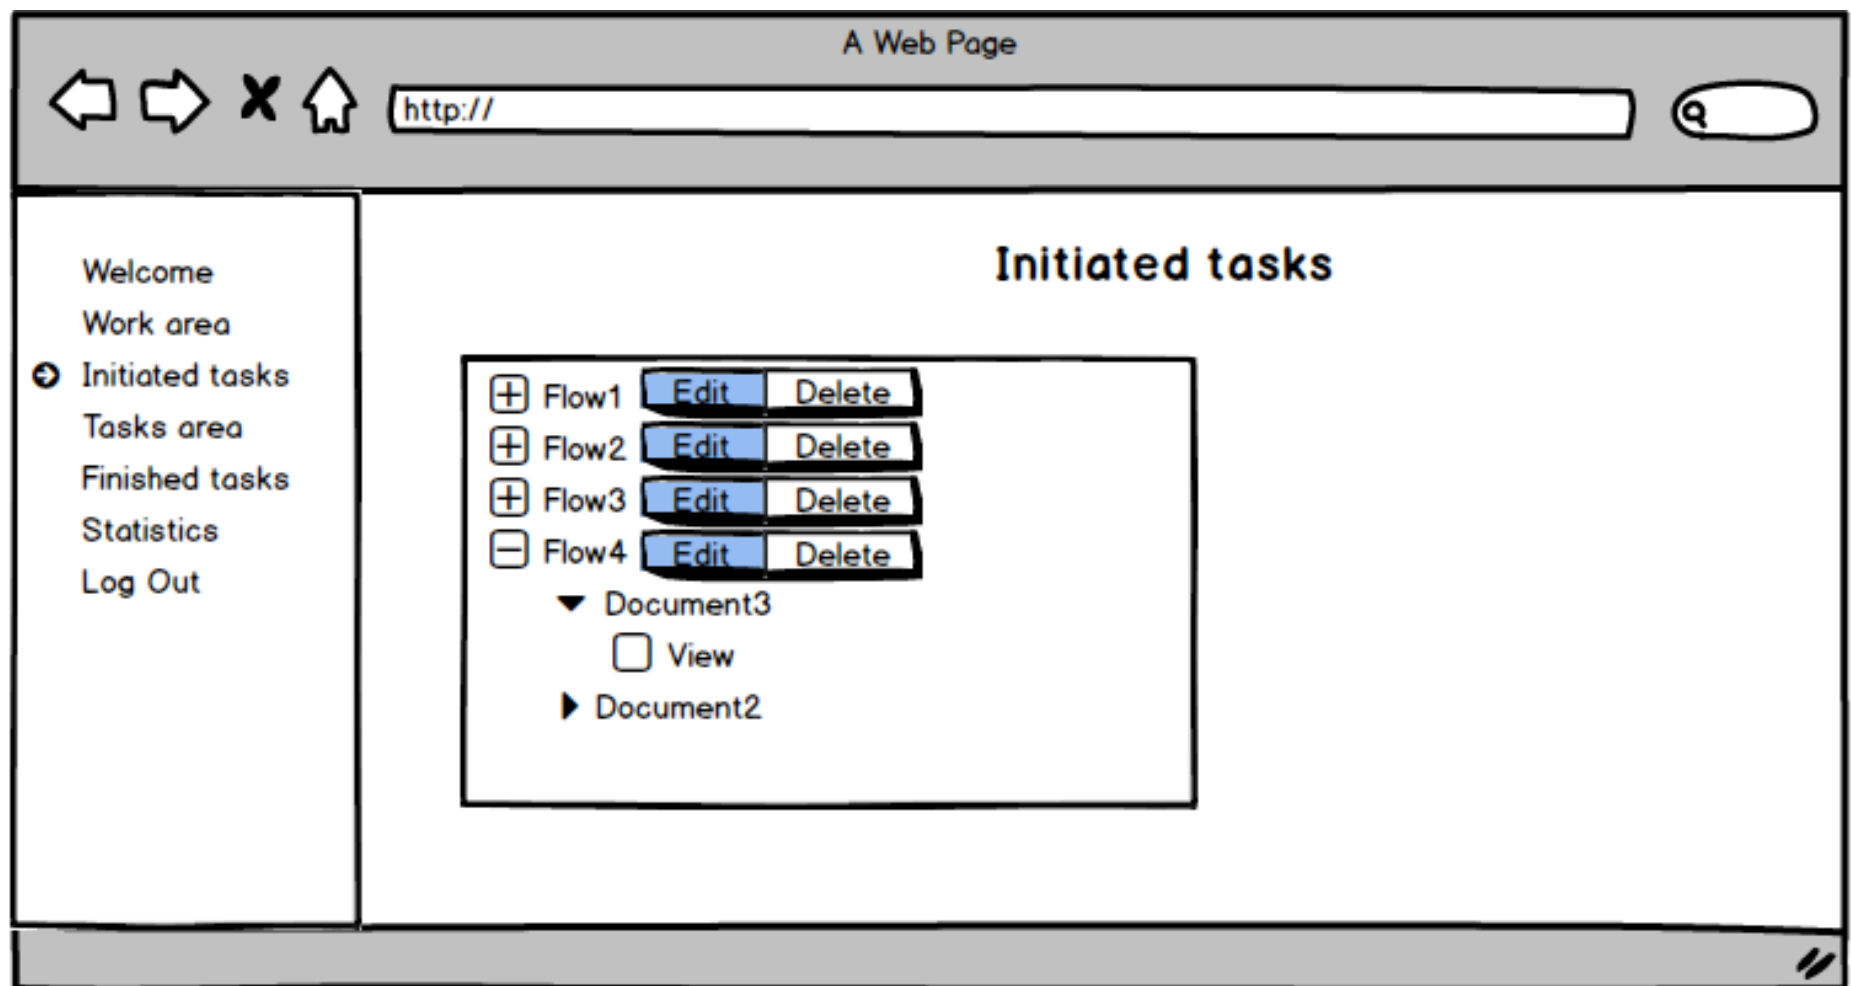 A Web Page
http://
Welcome
Work area
Initiated tasks
Tasks area
Finished tasks
Statistics
Log Out
Initiated tasks
Flow1 Edit Delete
Flow2 Edit Delete
Flow3 Edit Delete
Flow4 Edit Delete
Document3
View
Document2